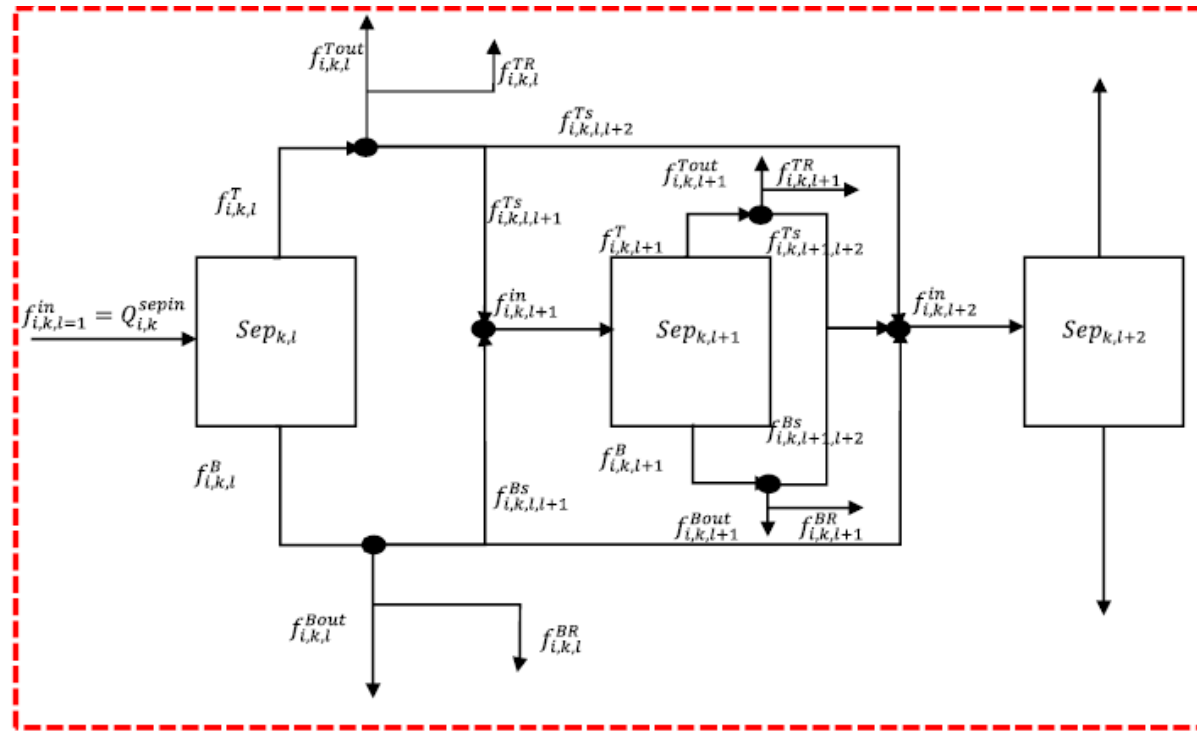 f_{i,k,l}^{Tout}
f_{i,k,l}^{TR}
f_{i,k,l,l+2}^{Ts}
f_{i,k,l+1}^{Tout}
f_{i,k,l+1}^{TR}
f_{i,k,l}^{T}
f_{i,k,l,l+1}^{Ts}
f_{i,k,l+1}^{T}
f_{i,k,l+1,l+2}^{Ts}
f_{i,k,l=1}^{in} = Q_{i,k}^{sepin}
Sep_{k,l}
f_{i,k,l+1}^{in}
Sep_{k,l+1}
f_{i,k,l+2}^{in}
Sep_{k,l+2}
f_{i,k,l}^{B}
f_{i,k,l,l+1}^{Bs}
f_{i,k,l+1}^{B}
f_{i,k,l+1,l+2}^{Bs}
f_{i,k,l+1}^{Bout}
f_{i,k,l+1}^{BR}
f_{i,k,l}^{Bout}
f_{i,k,l}^{BR}